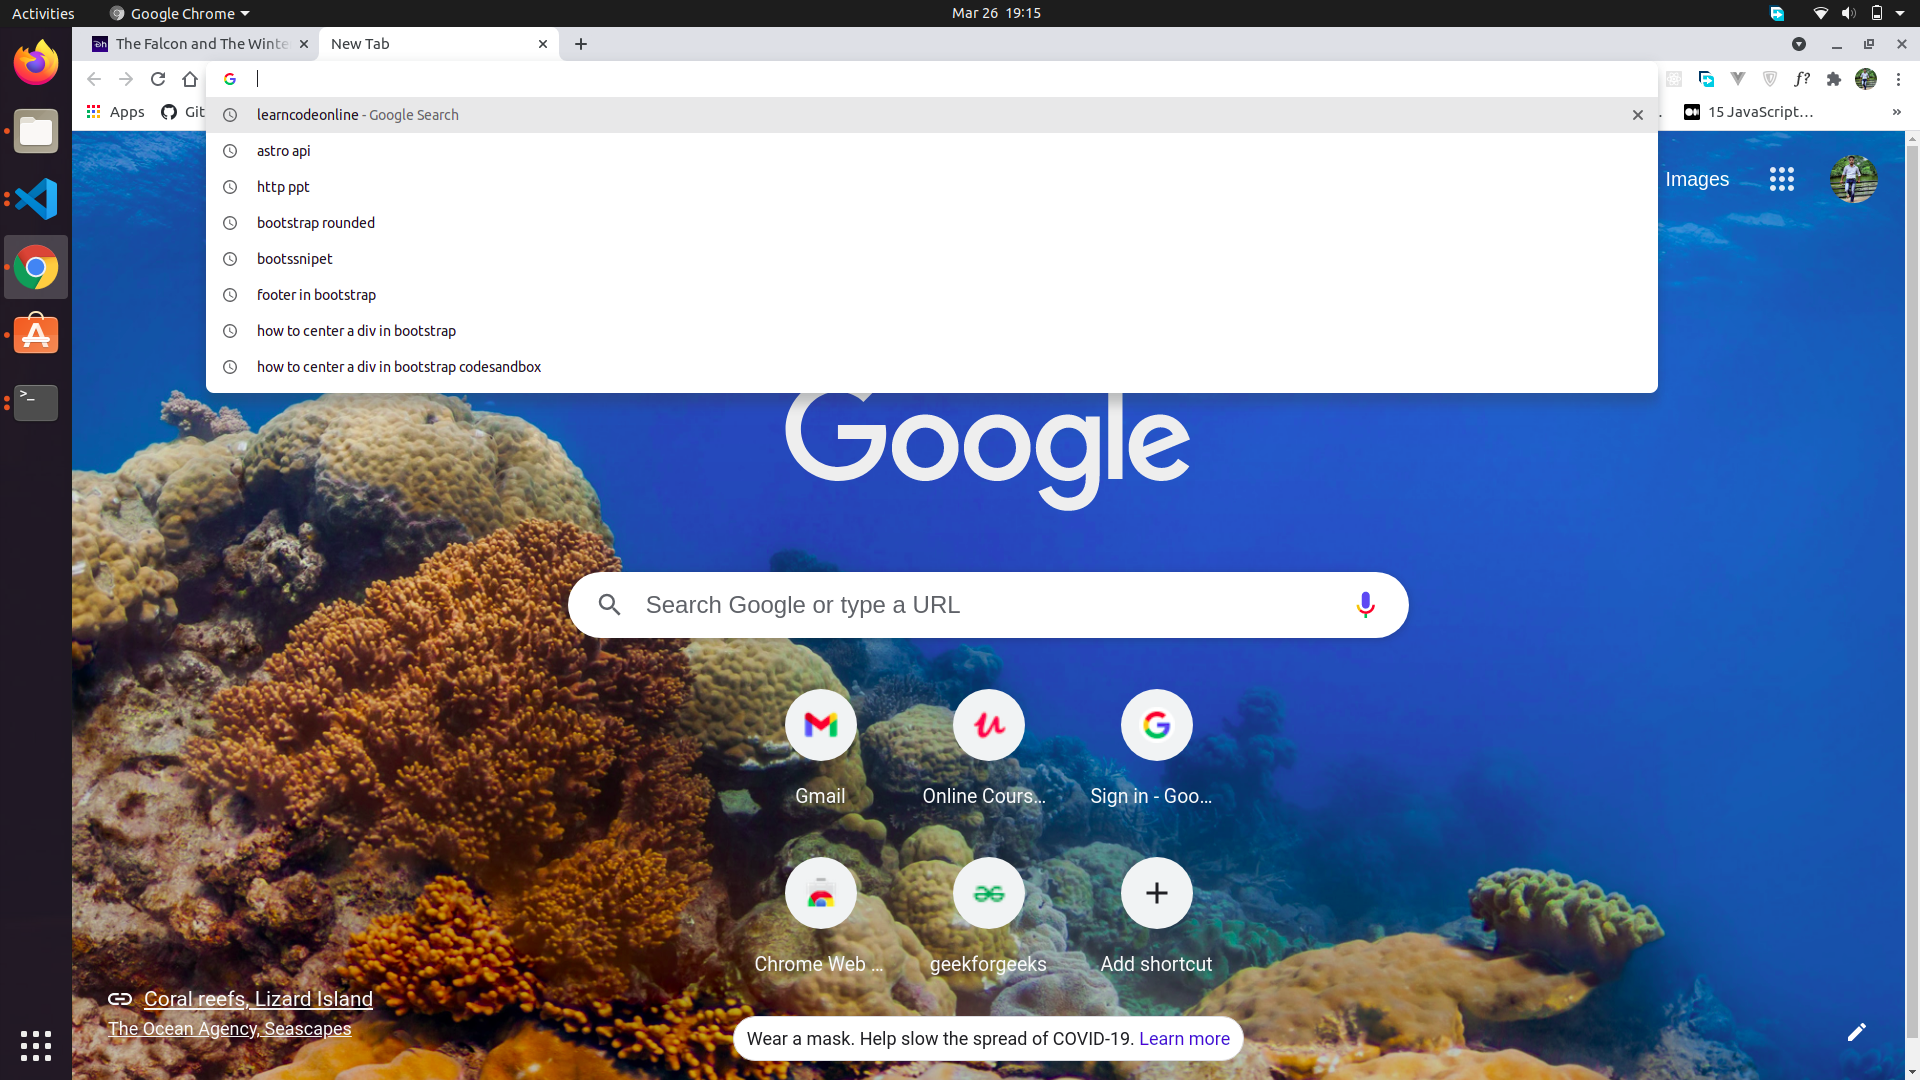 Activities
Google Chrome
Mar 26 19:15
The Falcon and The Winte
New Tab
Apps
Git
15 JavaScript...
learncodeonline - Google Search
astro api
http ppt
bootstrap rounded
bootssnipet
footer in bootstrap
how to center a div in bootstrap
how to center a div in bootstrap codesandbox
f?
Images
Google
Search Google or type a URL
Gmail
Online Cours...
Sign in - Goo...
Chrome Web ...
geekforgeeks
Add shortcut
Coral reefs, Lizard Island
The Ocean Agency, Seascapes
Wear a mask. Help slow the spread of COVID-19. Learn more